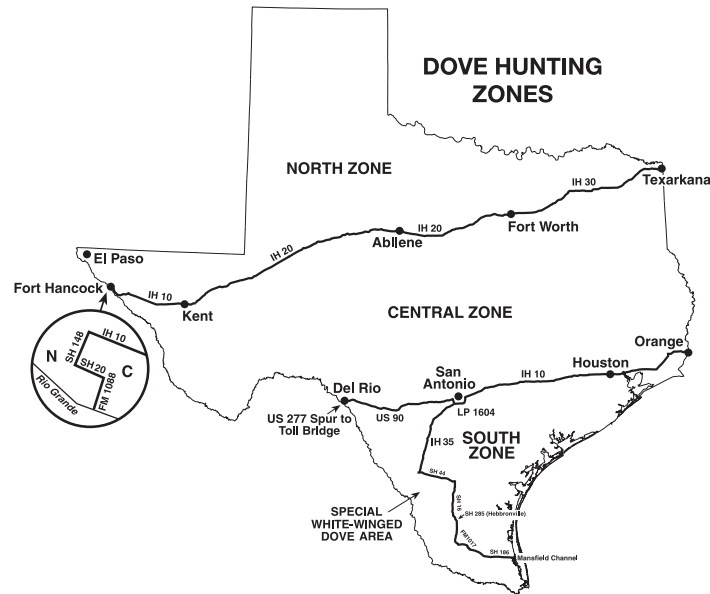 DOVE HUNTING
ZONES
NORTH ZONE
Texarkana
IH 30
Fort Worth
IH 20
Abilene
IH 20
El Paso
Fort Hancock
IH 10
Kent
CENTRAL ZONE
N
C
SH 148
IH 10
SH 20
FM 1088
Rio Grande
Orange
Houston
IH 10
San
Antonio
LP 1604
Del Rio
US 90
US 277 Spur to
Toll Bridge
IH 35
SOUTH
ZONE
SH 44
SH 16
SH 285 (Hebbronville)
SPECIAL
WHITE-WINGED
DOVE AREA
FM1017
SH 186
Mansfield Channel